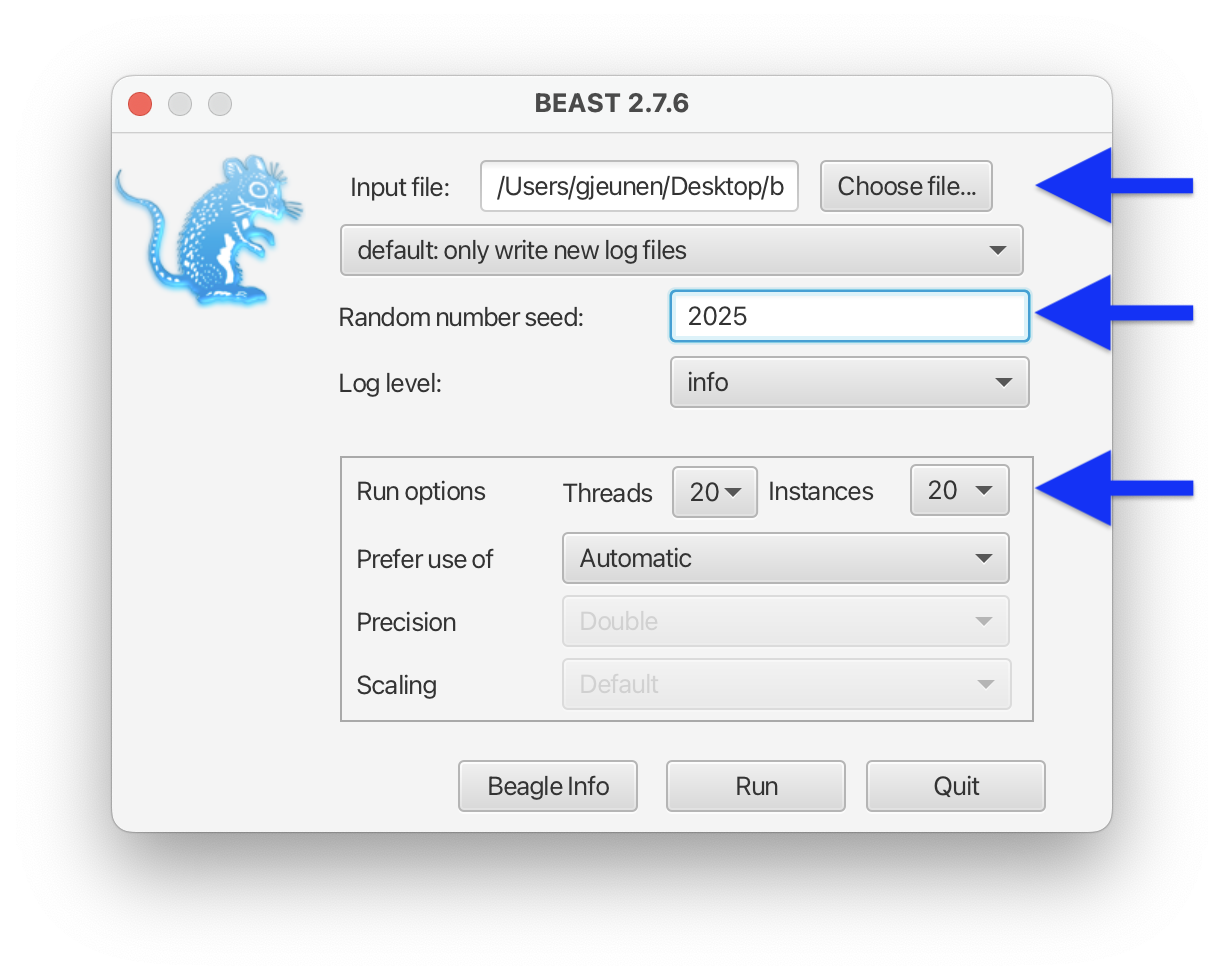 BEAST 2.7.6
Input file: /Users/gjeunen/Desktop/b Choose file...
default: only write new log files
Random number seed: 2025
Log level: info
Run options Threads 20 Instances 20
Prefer use of Automatic
Precision Double
Scaling Default
Beagle Info Run Quit